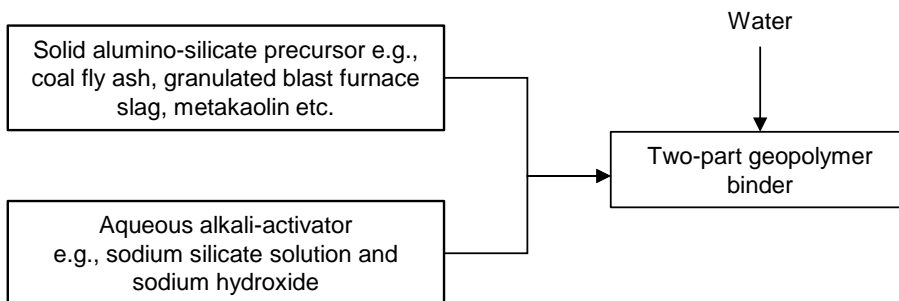 Solid alumino-silicate precursor e.g.,
coal fly ash, granulated blast furnace
slag, metakaolin etc.
Water
Two-part geopolymer
binder
Aqueous alkali-activator
e.g., sodium silicate solution and
sodium hydroxide